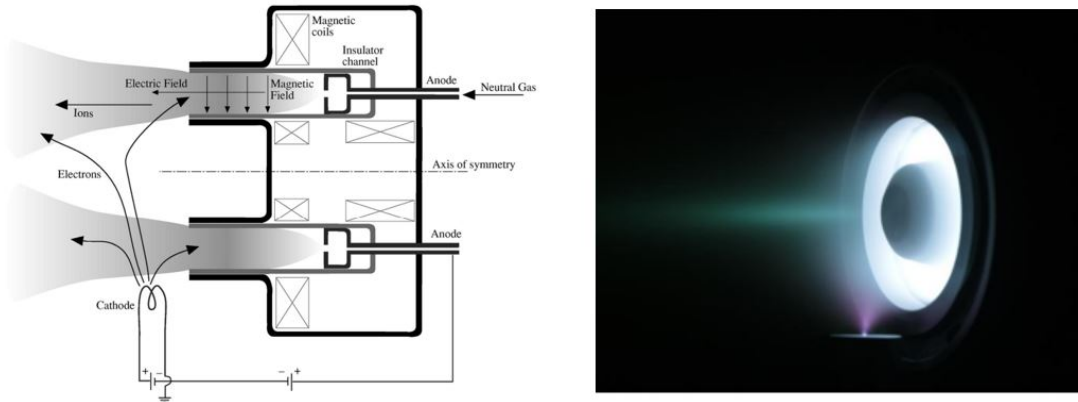 Magnetic
coils
Insulator
channel
Anode
Electric Field
Magnetic
Field
Neutral Gas
Ions
Axis of symmetry
Electrons
Anode
Cathode
+ − − +